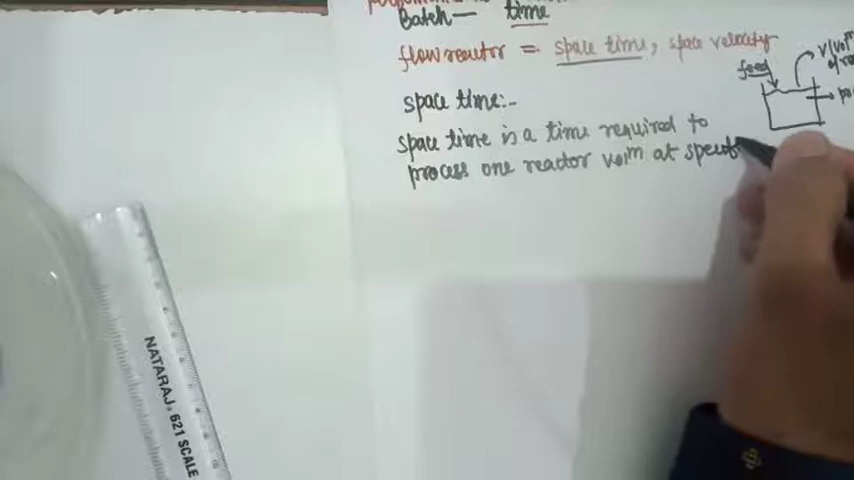 Batch — time
flow reactor = space time, space velocity
feed
space time:-
space time is a time required to
process one reactor volm at specif
NATARAJ, 621 SCALE